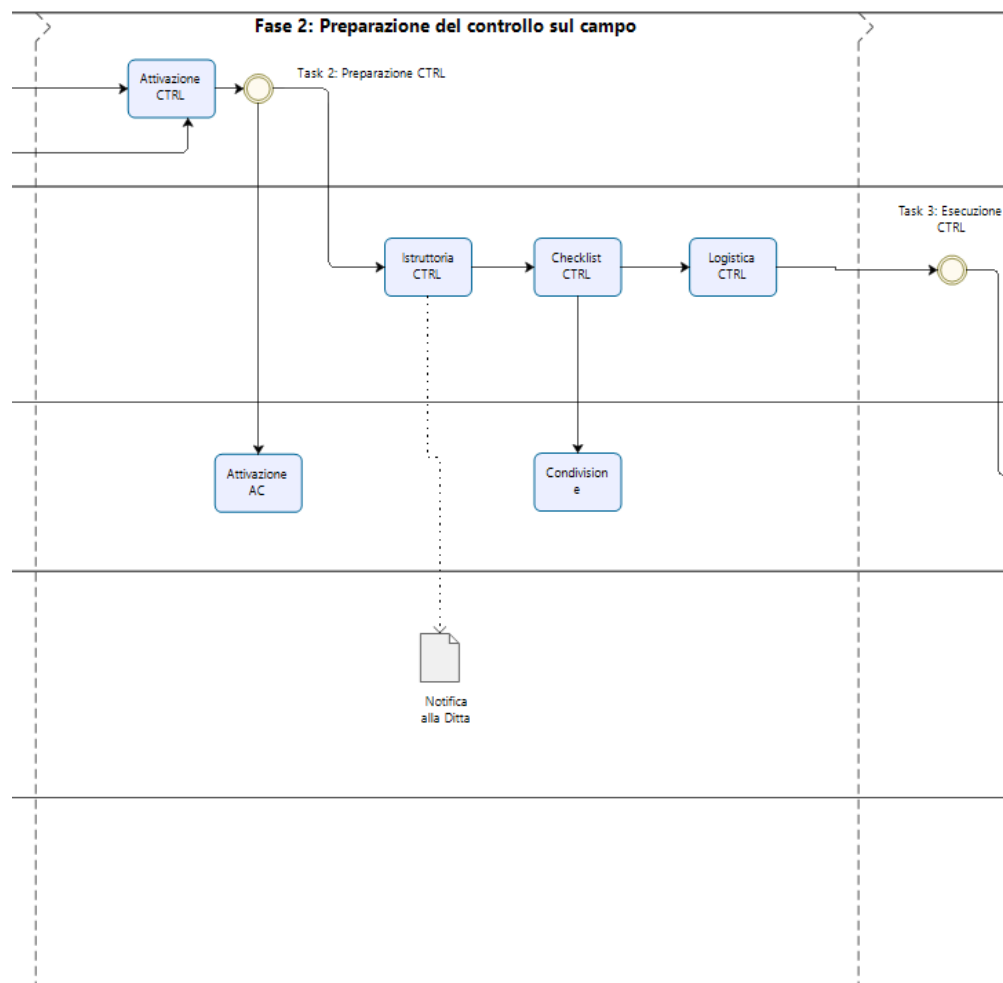 Fase 2: Preparazione del controllo sul campo
Attivazione
CTRL
Task 2: Preparazione CTRL
Task 3: Esecuzione
CTRL
Istruttoria
CTRL
Checklist
CTRL
Logistica
CTRL
Attivazione
AC
Condivision
e
Notifica
alla Ditta